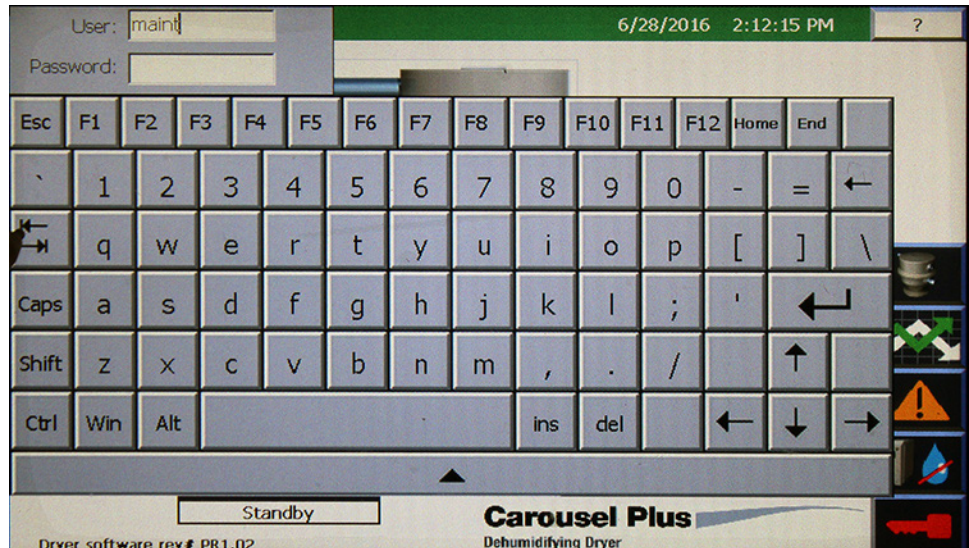 User: maint
6/28/2016 2:12:15 PM ?
Password:
Esc F1 F2 F3 F4 F5 F6 F7 F8 F9 F10 F11 F12 Home End
` 1 2 3 4 5 6 7 8 9 0 - = ←
q w e r t y u i o p [ ] \
Caps a s d f g h j k l ; '
Shift z x c v b n m , . / ↑
Ctrl Win Alt ins del ← ↓ →
Standby
Carousel Plus
Dryer software rev# PR1.02
Dehumidifying Dryer